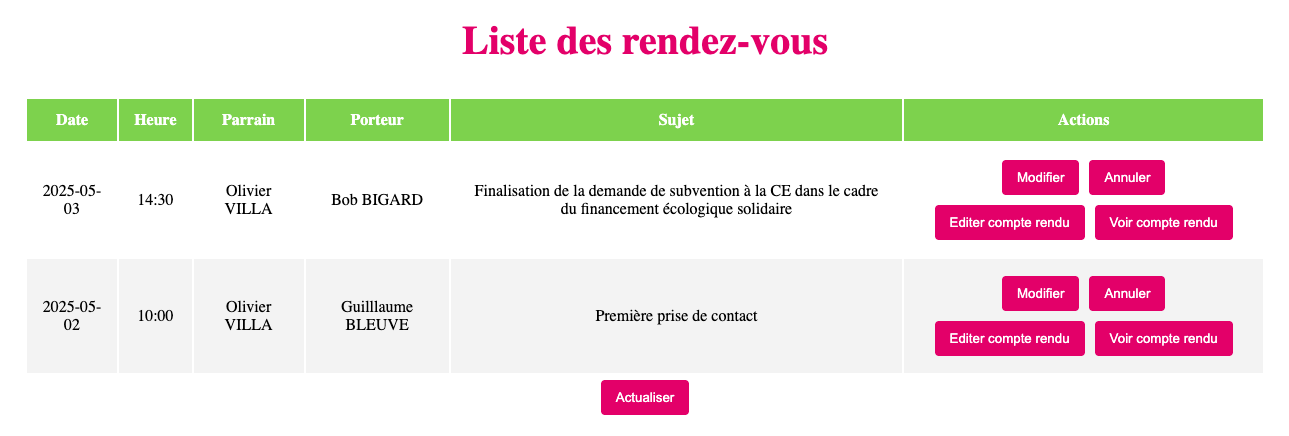 Liste des rendez-vous
Date Heure Parrain Porteur Sujet Actions
2025-05-
03
14:30
Olivier
VILLA
Bob BIGARD
Finalisation de la demande de subvention à la CE dans le cadre
du financement écologique solidaire
Modifier Annuler
Editer compte rendu Voir compte rendu
2025-05-
02
10:00
Olivier
VILLA
Guilllaume
BLEUVE
Première prise de contact
Modifier Annuler
Editer compte rendu Voir compte rendu
Actualiser